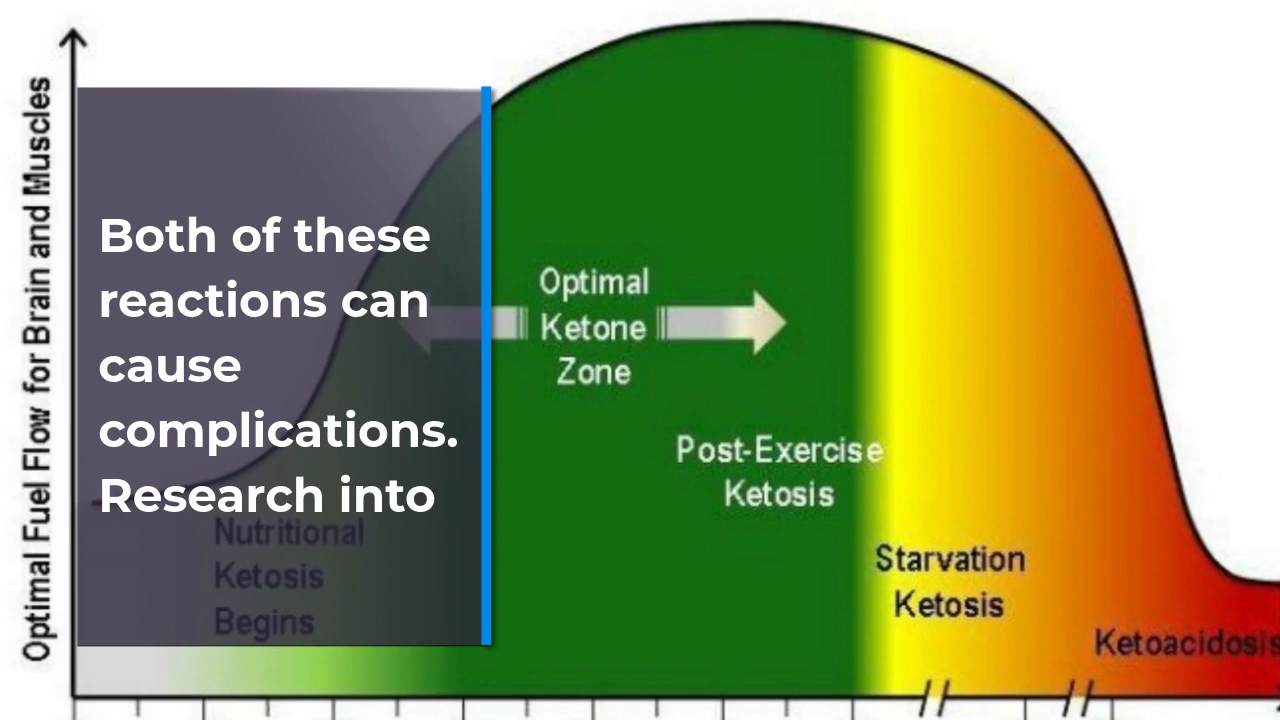 Optimal Fuel Flow for Brain and Muscles
Both of these
reactions can
cause
complications.
Research into
Nutritional
Ketosis
Begins
Optimal
Ketone
Zone
Post-Exercise
Ketosis
Starvation
Ketosis
Ketoacidosis